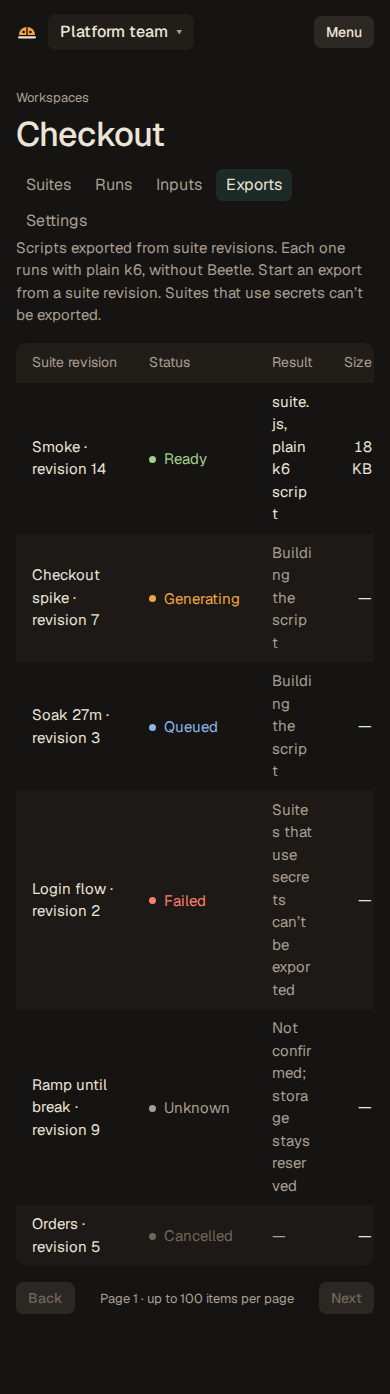 Platform team
Menu
Workspaces
Checkout
Suites Runs Inputs Exports
Settings
Scripts exported from suite revisions. Each one
runs with plain k6, without Beetle. Start an export
from a suite revision. Suites that use secrets can’t
be exported.
Suite revision Status Result Size
Smoke ·
revision 14
Ready
suite.
js,
plain
k6
scrip
t
18
KB
Checkout
spike ·
revision 7
Generating
Buildi
ng
the
scrip
t
—
Soak 27m ·
revision 3
Queued
Buildi
ng
the
scrip
t
—
Login flow ·
revision 2
Failed
Suite
s that
use
secre
ts
can’t
be
expor
ted
—
Ramp until
break ·
revision 9
Unknown
Not
confir
med;
stora
ge
stays
reser
ved
—
Orders ·
revision 5
Cancelled
—
—
Back
Page 1 · up to 100 items per page
Next